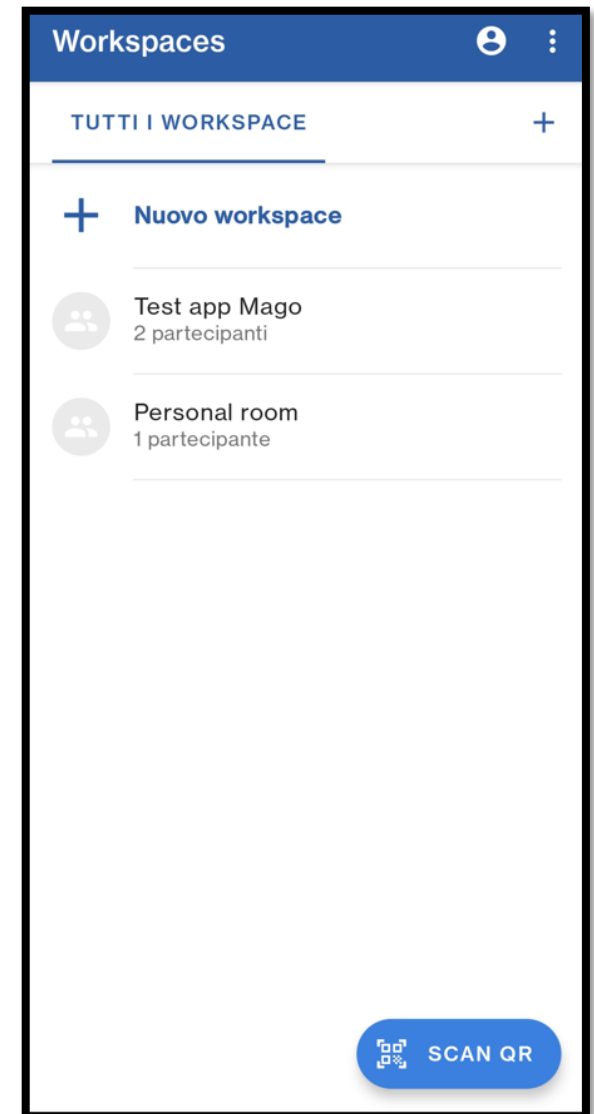 Workspaces
TUTTI I WORKSPACE
Nuovo workspace
Test app Mago
2 partecipanti
Personal room
1 partecipante
SCAN QR